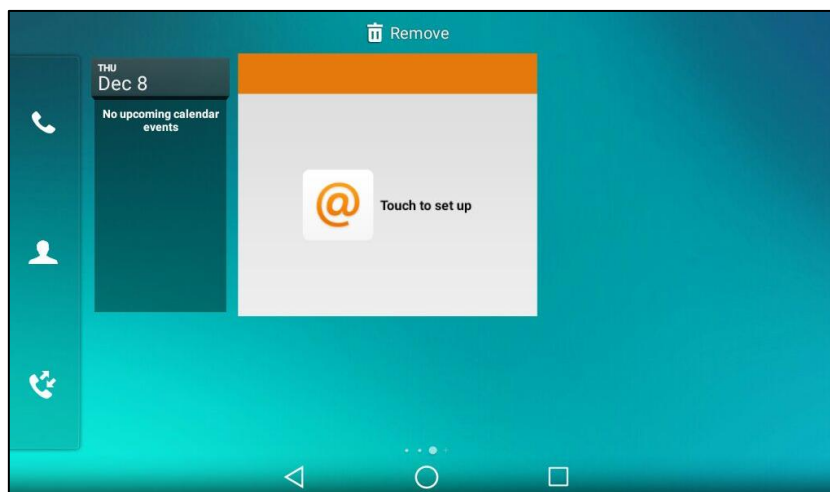 Remove
THU
Dec 8
No upcoming calendar
events
@
Touch to set up